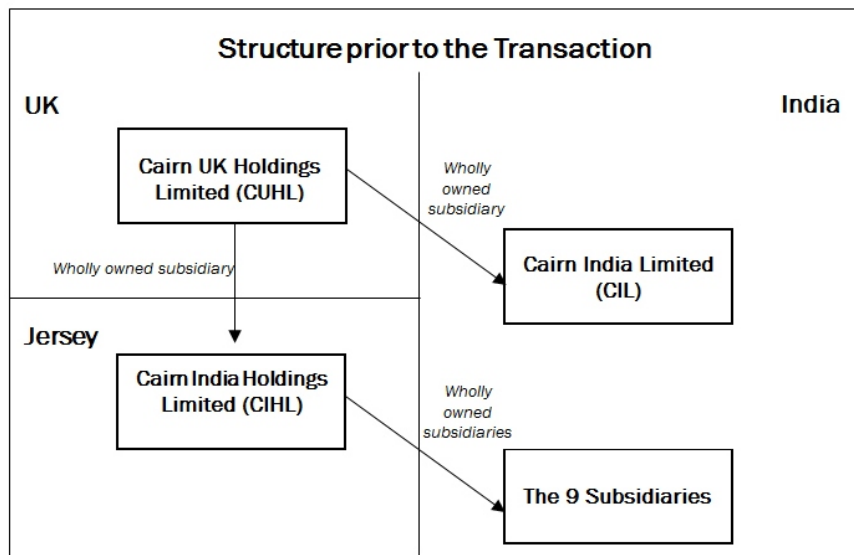 Structure prior to the Transaction
UK
India
Cairn UK Holdings
Limited (CUHL)
Wholly
owned
subsidiary
Cairn India Limited
(CIL)
Wholly owned subsidiary
Jersey
Cairn India Holdings
Limited (CIHL)
Wholly
owned
subsidiaries
The 9 Subsidiaries